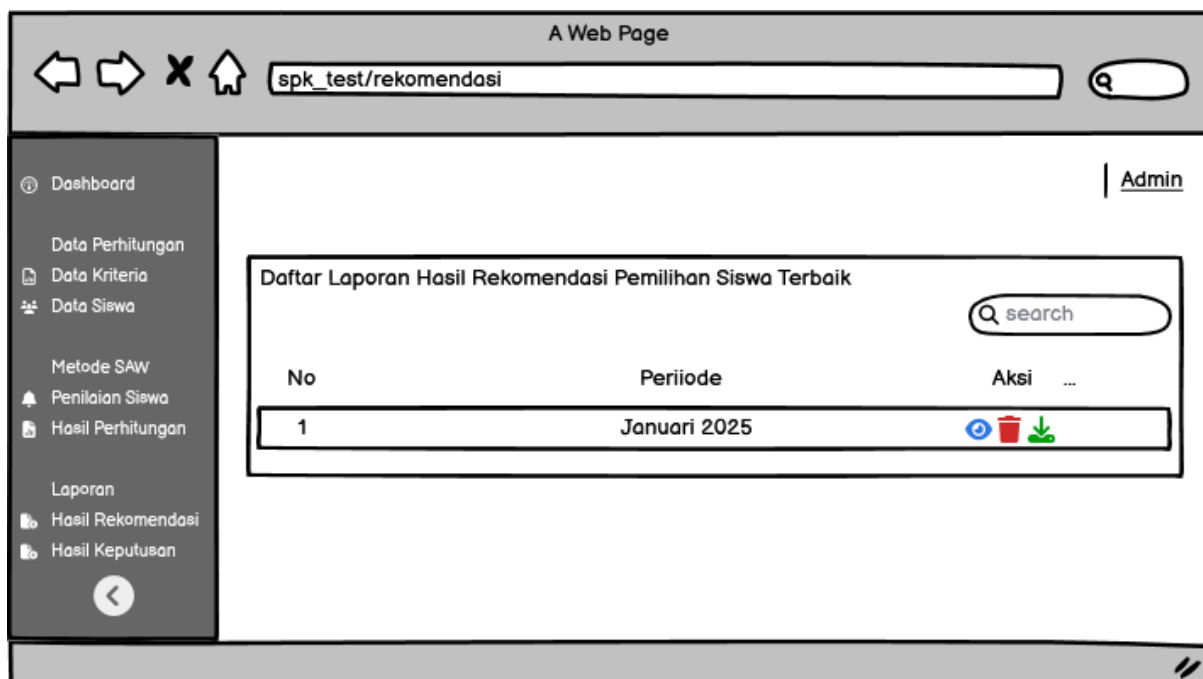 A Web Page
spk_test/rekomendasi
Dashboard
Data Perhitungan
Data Kriteria
Data Siswa
Metode SAW
Penilaian Siswa
Hasil Perhitungan
Laporan
Hasil Rekomendasi
Hasil Keputusan
Admin
Daftar Laporan Hasil Rekomendasi Pemilihan Siswa Terbaik
search
No Periiode Aksi ...
1 Januari 2025